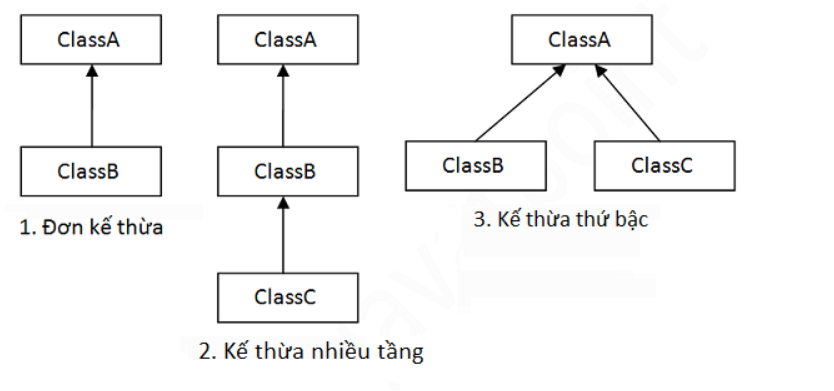 ClassA
ClassB
1. Đơn kế thừa
ClassA
ClassB
ClassC
2. Kế thừa nhiều tầng
ClassA
ClassB
ClassC
3. Kế thừa thứ bậc